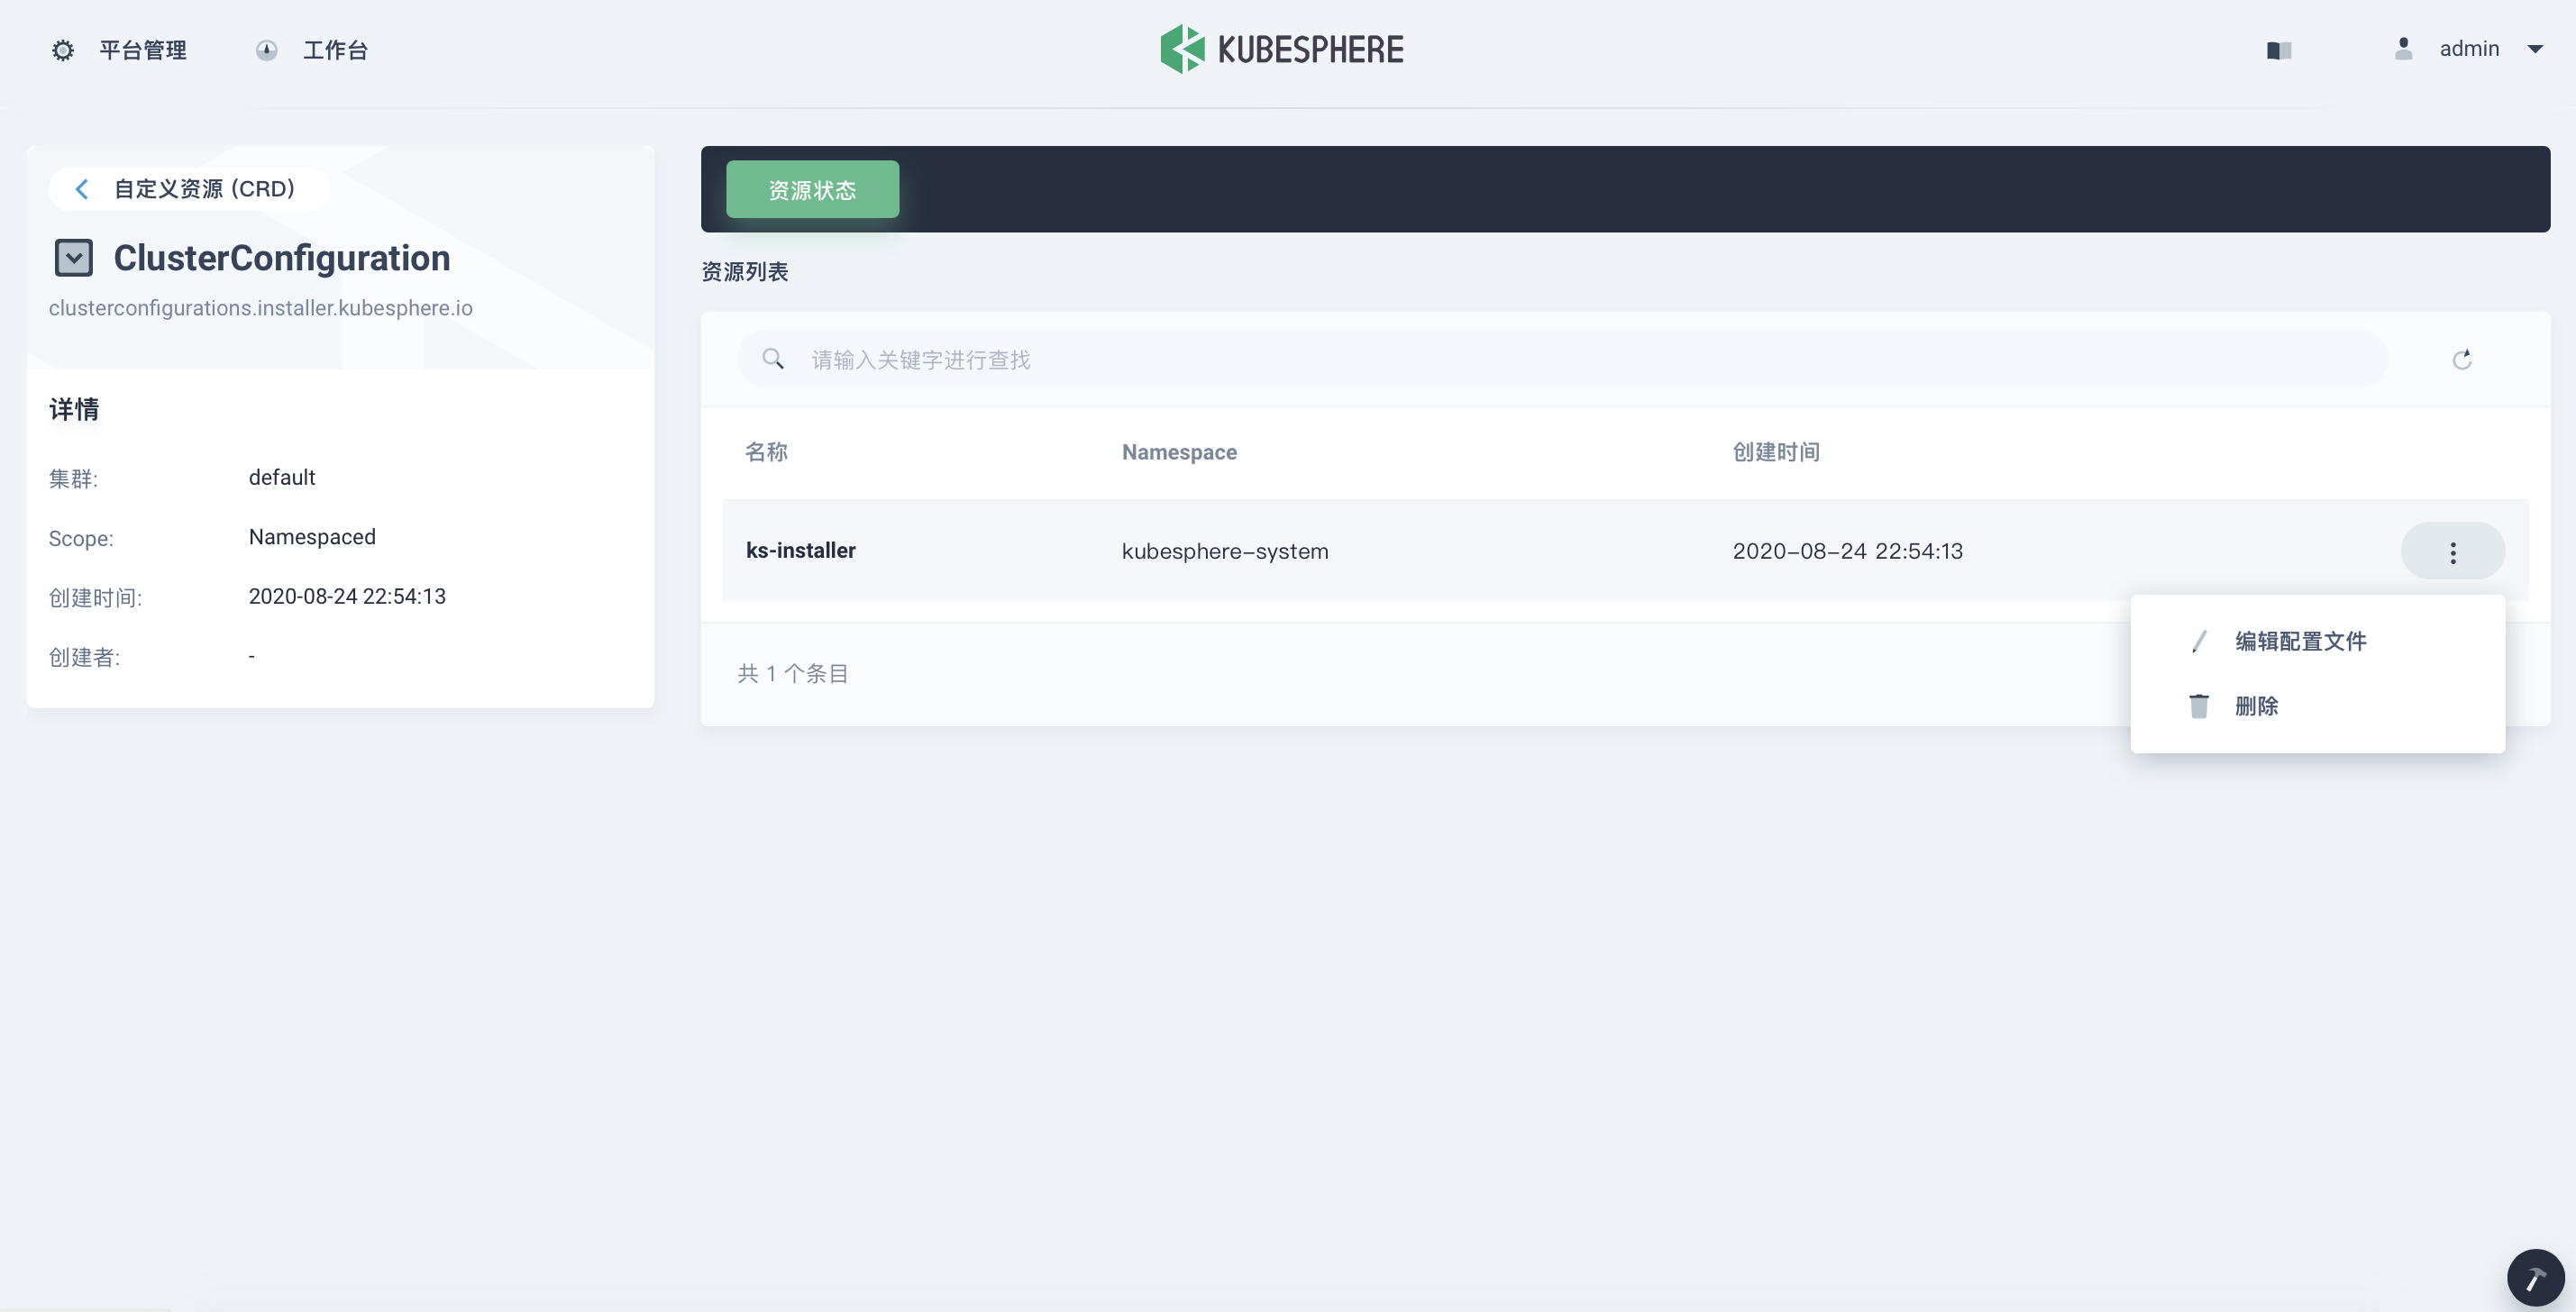 平台管理
工作台
KUBESPHERE
admin
自定义资源 (CRD)
ClusterConfiguration
clusterconfigurations.installer.kubesphere.io
详情
集群: default
Scope: Namespaced
创建时间: 2020-08-24 22:54:13
创建者: -
资源状态
资源列表
请输入关键字进行查找
名称 Namespace 创建时间
ks-installer kubesphere-system 2020-08-24 22:54:13
编辑配置文件
删除
共 1 个条目